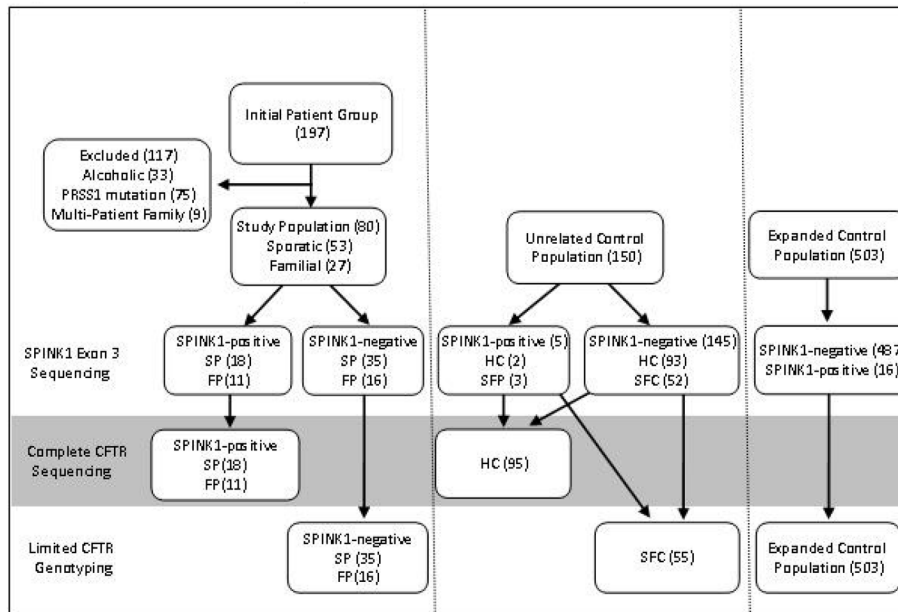 Initial Patient Group
(197)
Excluded (117)
Alcoholic (33)
PRSS1 mutation (75)
Multi-Patient Family (9)
Study Population (80)
Sporatic (53)
Familial (27)
Unrelated Control
Population (150)
Expanded Control
Population (503)
SPINK1 Exon 3
Sequencing
SPINK1-positive
SP (18)
FP (11)
SPINK1-negative
SP (35)
FP (16)
SPINK1-positive (5)
HC (2)
SFP (3)
SPINK1-negative (145)
HC (93)
SFC (52)
SPINK1-negative (487
SPINK1-positive (16)
Complete CFTR
Sequencing
SPINK1-positive
SP (18)
FP (11)
HC (95)
Limited CFTR
Genotyping
SPINK1-negative
SP (35)
FP (16)
SFC (55)
Expanded Control
Population (503)